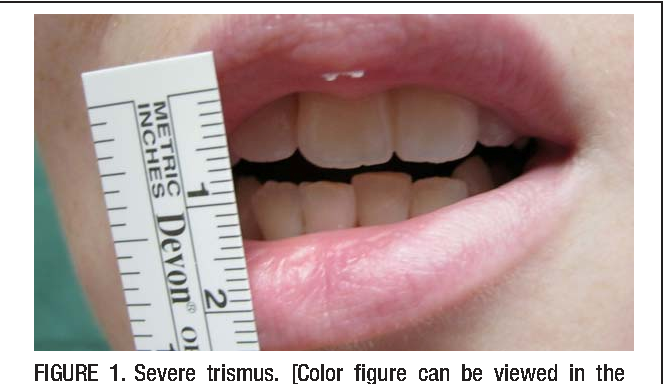 METRIC
INCHES
1
Devon®
2
FIGURE 1. Severe trismus. [Color figure can be viewed in the